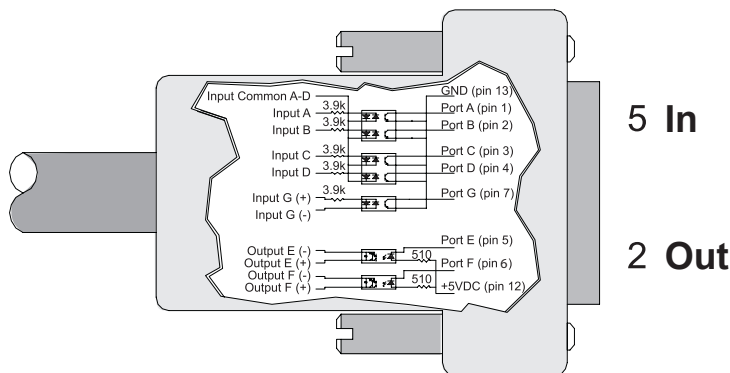 Input Common A-D
GND (pin 13)
Input A 3.9k Port A (pin 1)
Input B 3.9k Port B (pin 2)
Input C 3.9k Port C (pin 3)
Input D 3.9k Port D (pin 4)
Input G (+) 3.9k Port G (pin 7)
Input G (-)
5 In
Output E (-) Port E (pin 5)
Output E (+) 510
Output F (-) Port F (pin 6)
Output F (+) 510 +5VDC (pin 12)
2 Out